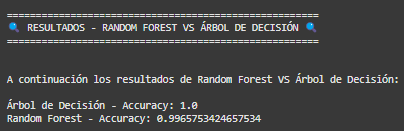 ====================================================
🔍 RESULTADOS - RANDOM FOREST VS ÁRBOL DE DECISIÓN 🔍
====================================================
A continuación los resultados de Random Forest VS Árbol de Decisión:
Árbol de Decisión - Accuracy: 1.0
Random Forest - Accuracy: 0.9965753424657534